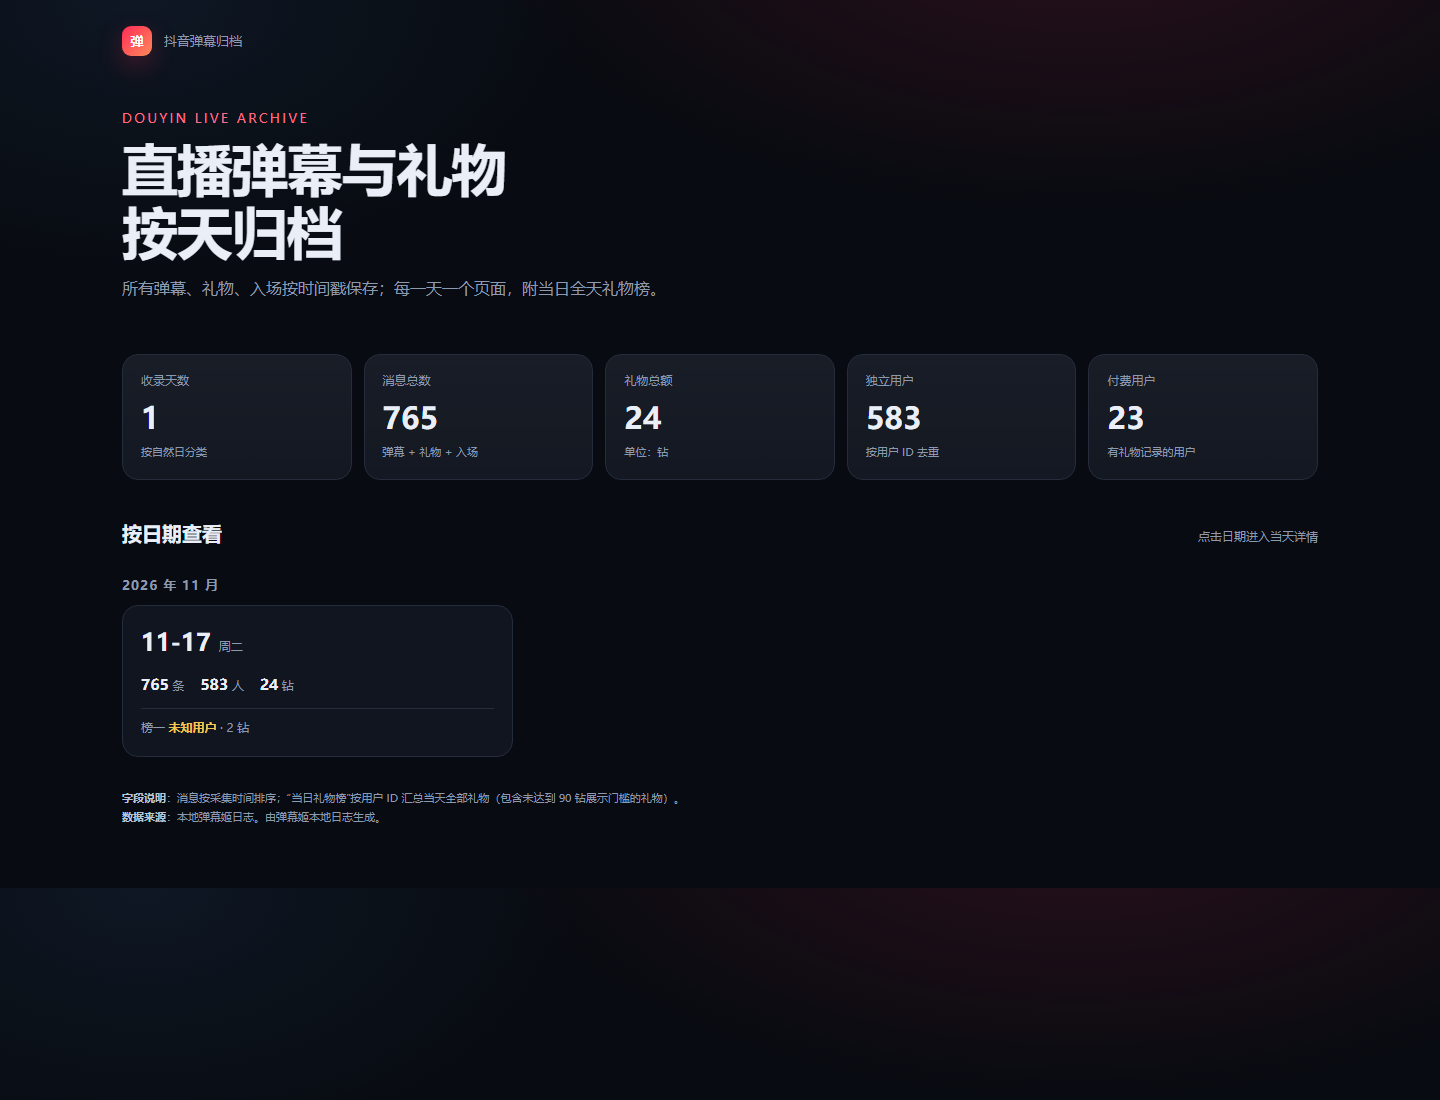 弹 抖音弹幕归档
DOUYIN LIVE ARCHIVE
直播弹幕与礼物
按天归档
所有弹幕、礼物、入场按时间戳保存；每一天一个页面，附当日全天礼物榜。
收录天数
1
按自然日分类
消息总数
765
弹幕 + 礼物 + 入场
礼物总额
24
单位：钻
独立用户
583
按用户 ID 去重
付费用户
23
有礼物记录的用户
按日期查看
点击日期进入当天详情
2026 年 11 月
11-17 周二
765 条 583 人 24 钻
榜一 未知用户 · 2 钻
字段说明：消息按采集时间排序；“当日礼物榜”按用户 ID 汇总当天全部礼物（包含未达到 90 钻展示门槛的礼物）。
数据来源：本地弹幕姬日志。由弹幕姬本地日志生成。